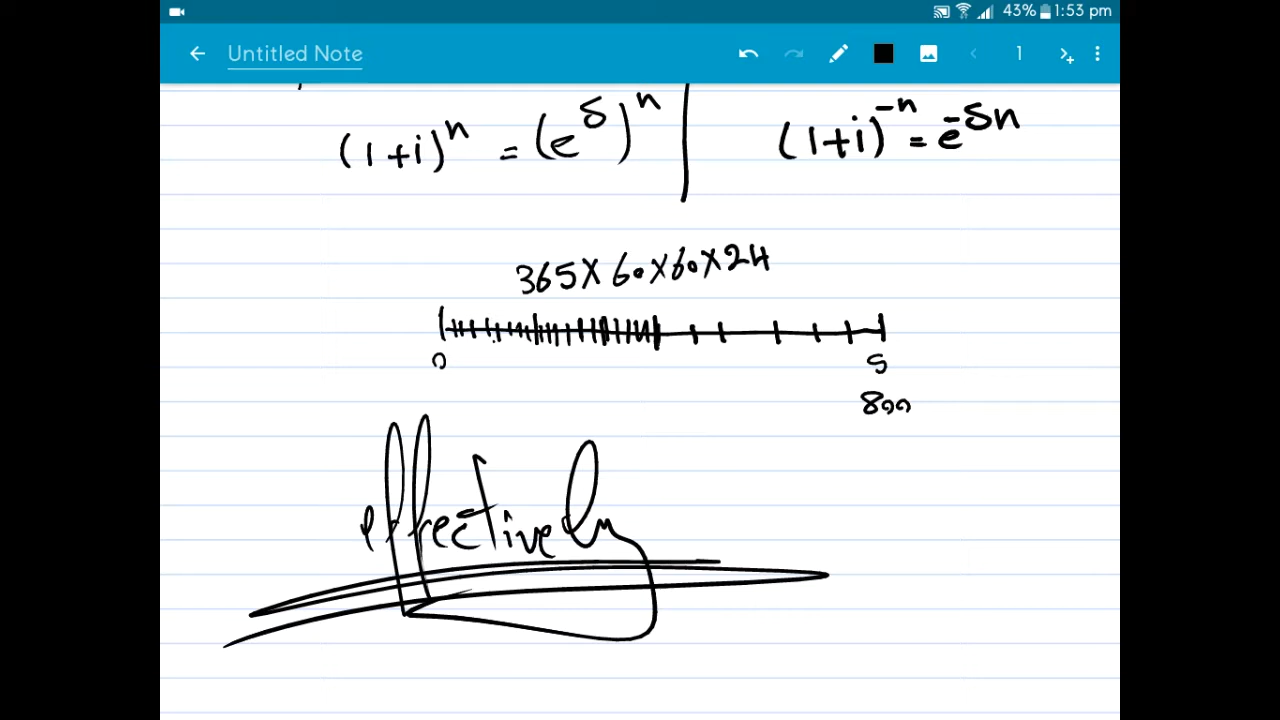 43% 1:53 pm
Untitled Note 1
(1+i)^n = (e^δ)^n (1+i)^-n = e^-δn
365 X 60 X 60 X 24
0 5
800
effectively